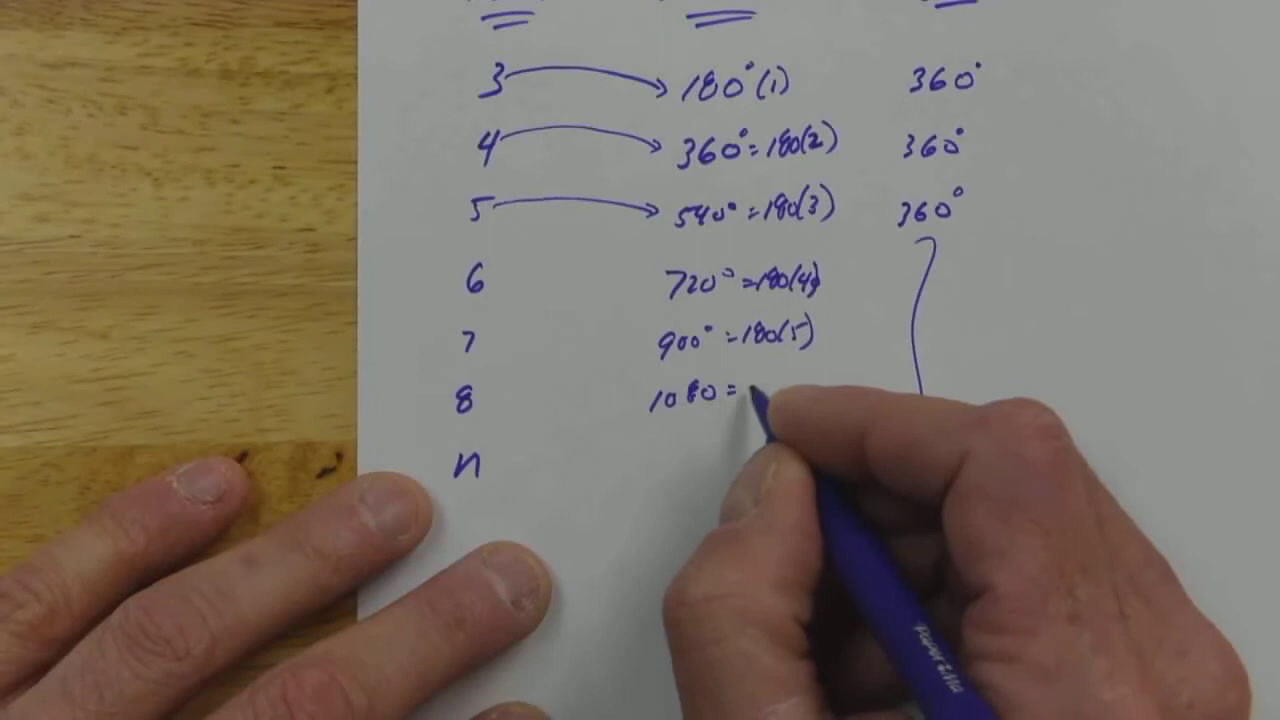 3 180°(1) 360°
4 360°=180(2) 360°
5 540°=180(3) 360°
6 720°=180(4)
7 900°=180(5)
8 1080=
n